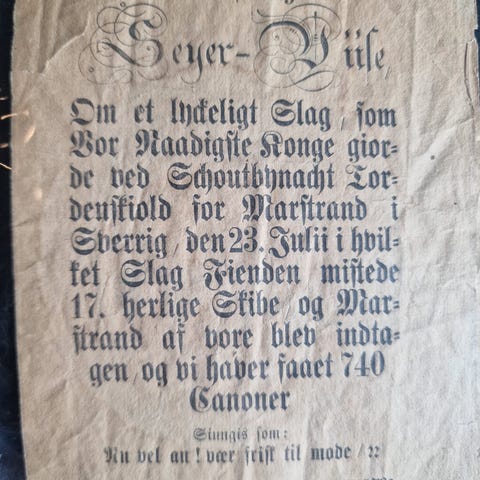 Seyer-Viise,
Om et lyckeligt Slag, som
Vor Naadigste Konge gior-
de ved Schoutbynacht Tor-
denskiold for Marstrand i
Sverrig den 23. Julii i hvil-
ket Slag Fienden mistede
17. herlige Skibe og Mar-
strand af vore blev indta-
gen, og vi haver faaet 740
Canoner
Siungis som:
Nu vel an! vær frisk til mode / ??